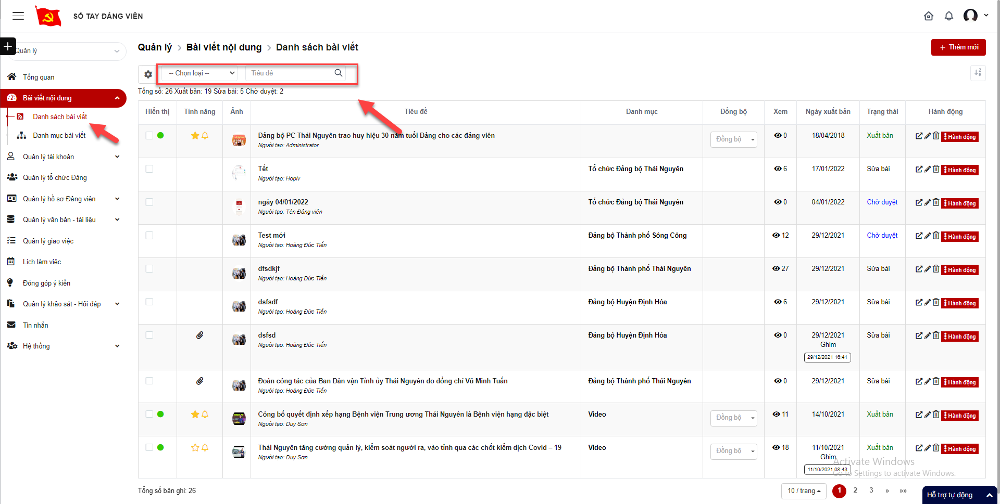 SỔ TAY ĐẢNG VIÊN
Quản lý
Quản lý > Bài viết nội dung > Danh sách bài viết
+ Thêm mới
-- Chọn loại --
Tiêu đề
Tổng số: 26 Xuất bản: 19 Sửa bài: 5 Chờ duyệt: 2
Tổng quan
Bài viết nội dung
Danh sách bài viết
Danh mục bài viết
Quản lý tài khoản
Quản lý tổ chức Đảng
Quản lý hồ sơ Đảng viên
Quản lý văn bản - tài liệu
Quản lý giao việc
Lịch làm việc
Đóng góp ý kiến
Quản lý khảo sát - Hỏi đáp
Tin nhắn
Hệ thống
Hiển thị Tính năng Ảnh Tiêu đề Danh mục Đồng bộ Xem Ngày xuất bản Trạng thái Hành động
Đảng bộ PC Thái Nguyên trao huy hiệu 30 năm tuổi Đảng cho các đảng viên Đồng bộ 0 18/04/2018 Xuất bản Hành động
Người tạo: Administrator
Tết Tổ chức Đảng bộ Thái Nguyên 6 17/01/2022 Sửa bài Hành động
Người tạo: Hoplv
ngày 04/01/2022 Tổ chức Đảng bộ Thái Nguyên 0 04/01/2022 Chờ duyệt Hành động
Người tạo: Tên Đảng viên
Test mới Đảng bộ Thành phố Sông Công 12 29/12/2021 Chờ duyệt Hành động
Người tạo: Hoàng Đức Tiến
dfsdkjf Đảng bộ Thành phố Thái Nguyên 27 29/12/2021 Sửa bài Hành động
Người tạo: Hoàng Đức Tiến
dsfsdf Đảng bộ Huyện Định Hóa 6 29/12/2021 Sửa bài Hành động
Người tạo: Hoàng Đức Tiến
dsfsd Đảng bộ Huyện Định Hóa 0 29/12/2021 Sửa bài Hành động
Người tạo: Hoàng Đức Tiến Ghim
29/12/2021 16:41
Đoàn công tác của Ban Dân vận Tỉnh ủy Thái Nguyên do đồng chí Vũ Minh Tuấn Đảng bộ Thành phố Thái Nguyên 0 29/12/2021 Sửa bài Hành động
Người tạo: Hoàng Đức Tiến
Công bố quyết định xếp hạng Bệnh viện Trung ương Thái Nguyên là Bệnh viện hạng đặc biệt Video Đồng bộ 11 14/10/2021 Xuất bản Hành động
Người tạo: Duy Sơn
Thái Nguyên tăng cường quản lý, kiểm soát người ra, vào tỉnh qua các chốt kiểm dịch Covid – 19 Video Đồng bộ 18 11/10/2021 Xuất bản Hành động
Người tạo: Duy Sơn Ghim
11/10/2021 08:43
Activate Windows
Go to Settings to activate Windows.
Tổng số bản ghi: 26
10 / trang 1 2 3 » »»
Hỗ trợ tự động